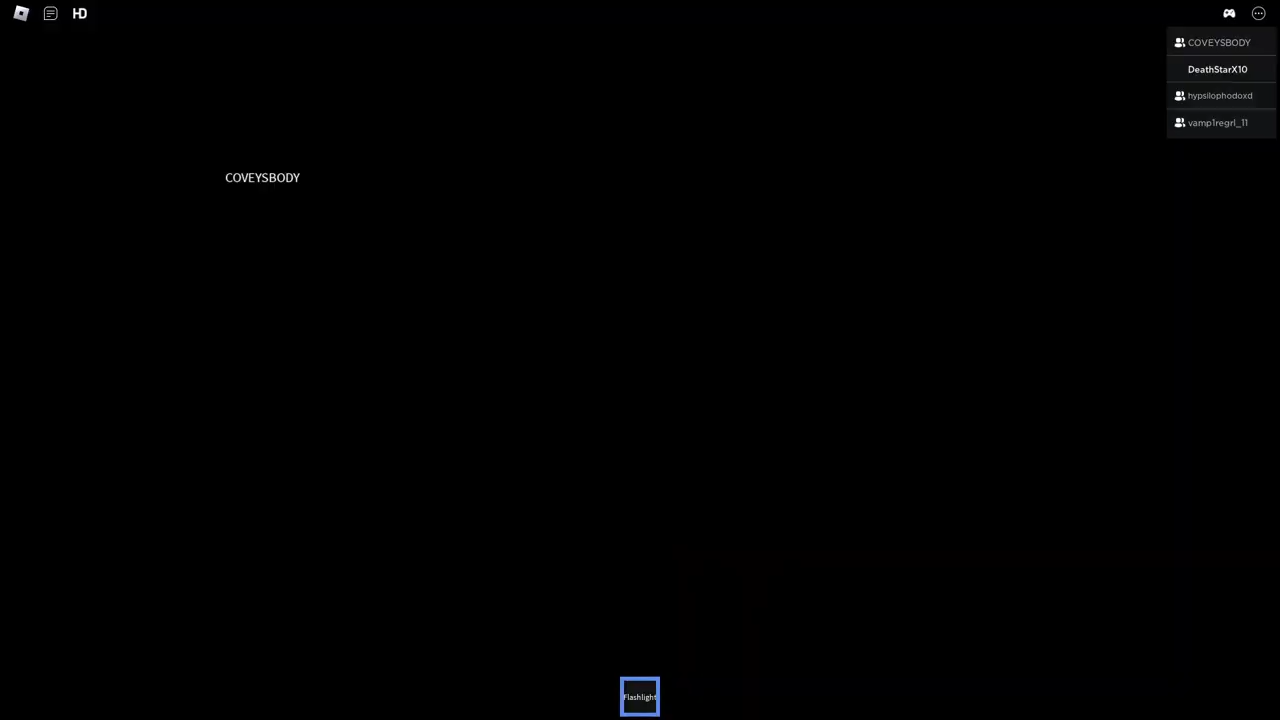 HD
COVEYSBODY
DeathStarX10
hypsilophodoxd
vamp1regrl_11
COVEYSBODY
Flashlight